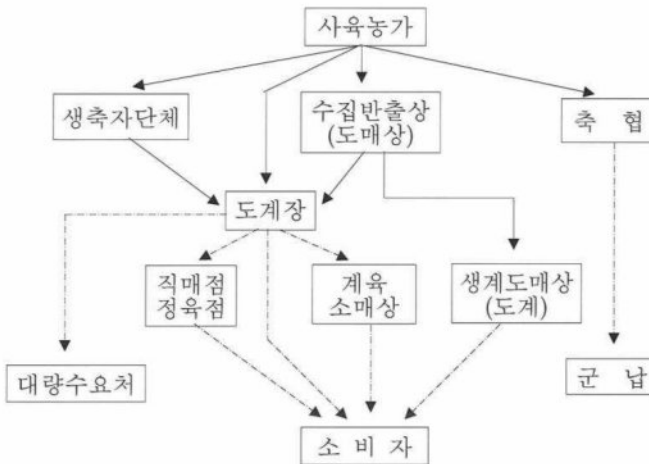 사육농가
생축자단체
수집반출상
(도매상)
축 협
도계장
직매점
정육점
계육
소매상
생계도매상
(도계)
대량수요처
군 납
소 비 자